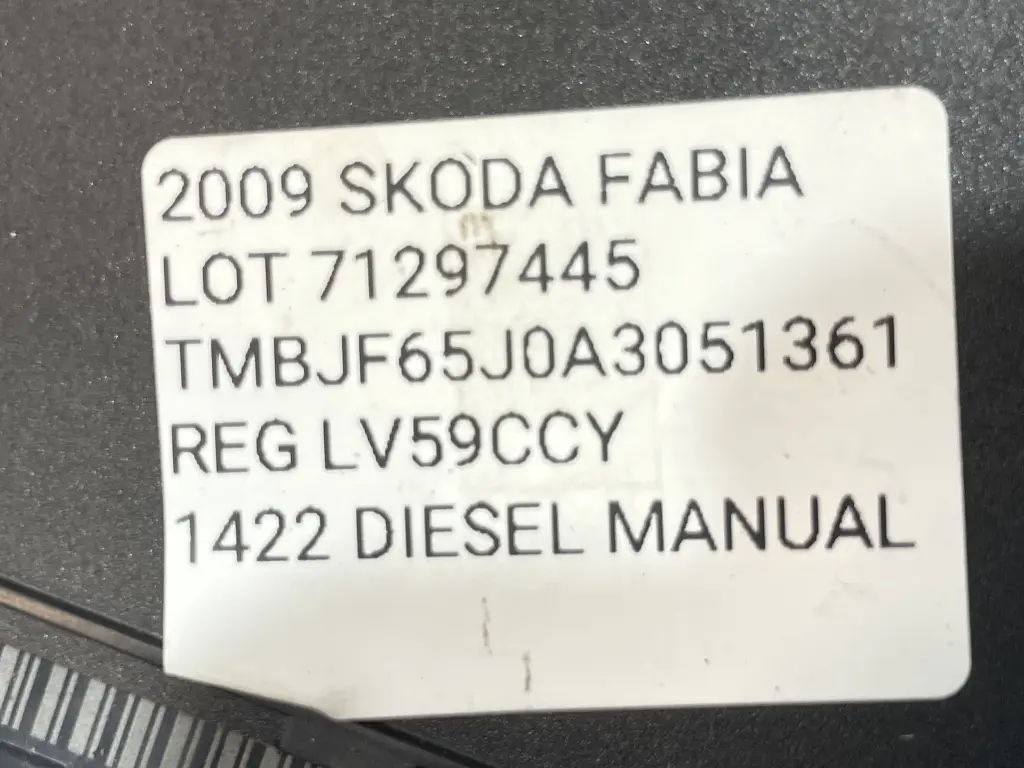 2009 SKODA FABIA
LOT 71297445
TMBJF65J0A3051361
REG LV59CCY
1422 DIESEL MANUAL